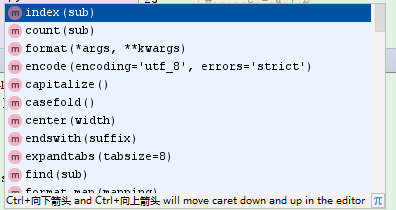 index(sub)
count(sub)
format(*args, **kwargs)
encode(encoding='utf_8', errors='strict')
capitalize()
casefold()
center(width)
endswith(suffix)
expandtabs(tabsize=8)
find(sub)
format_map(mapping)
Ctrl+向下箭头 and Ctrl+向上箭头 will move caret down and up in the editor